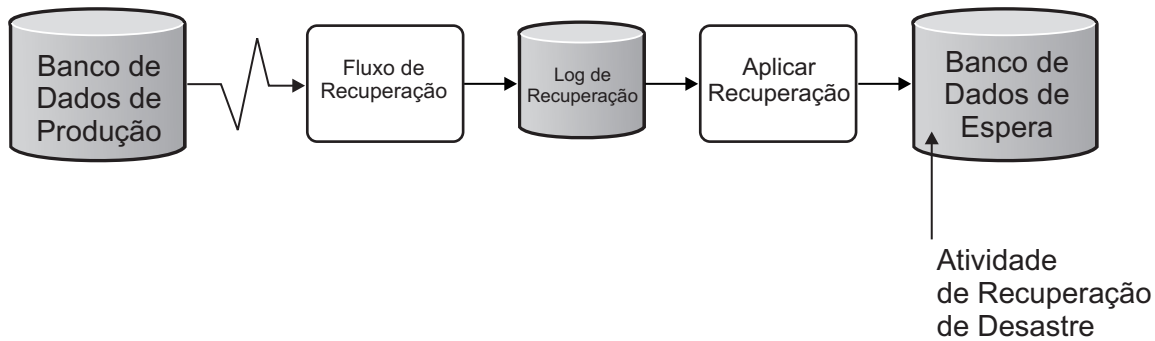 Banco de
Dados de
Produção
Fluxo de
Recuperação
Log de
Recuperação
Aplicar
Recuperação
Banco de
Dados de
Espera
Atividade
de Recuperação
de Desastre